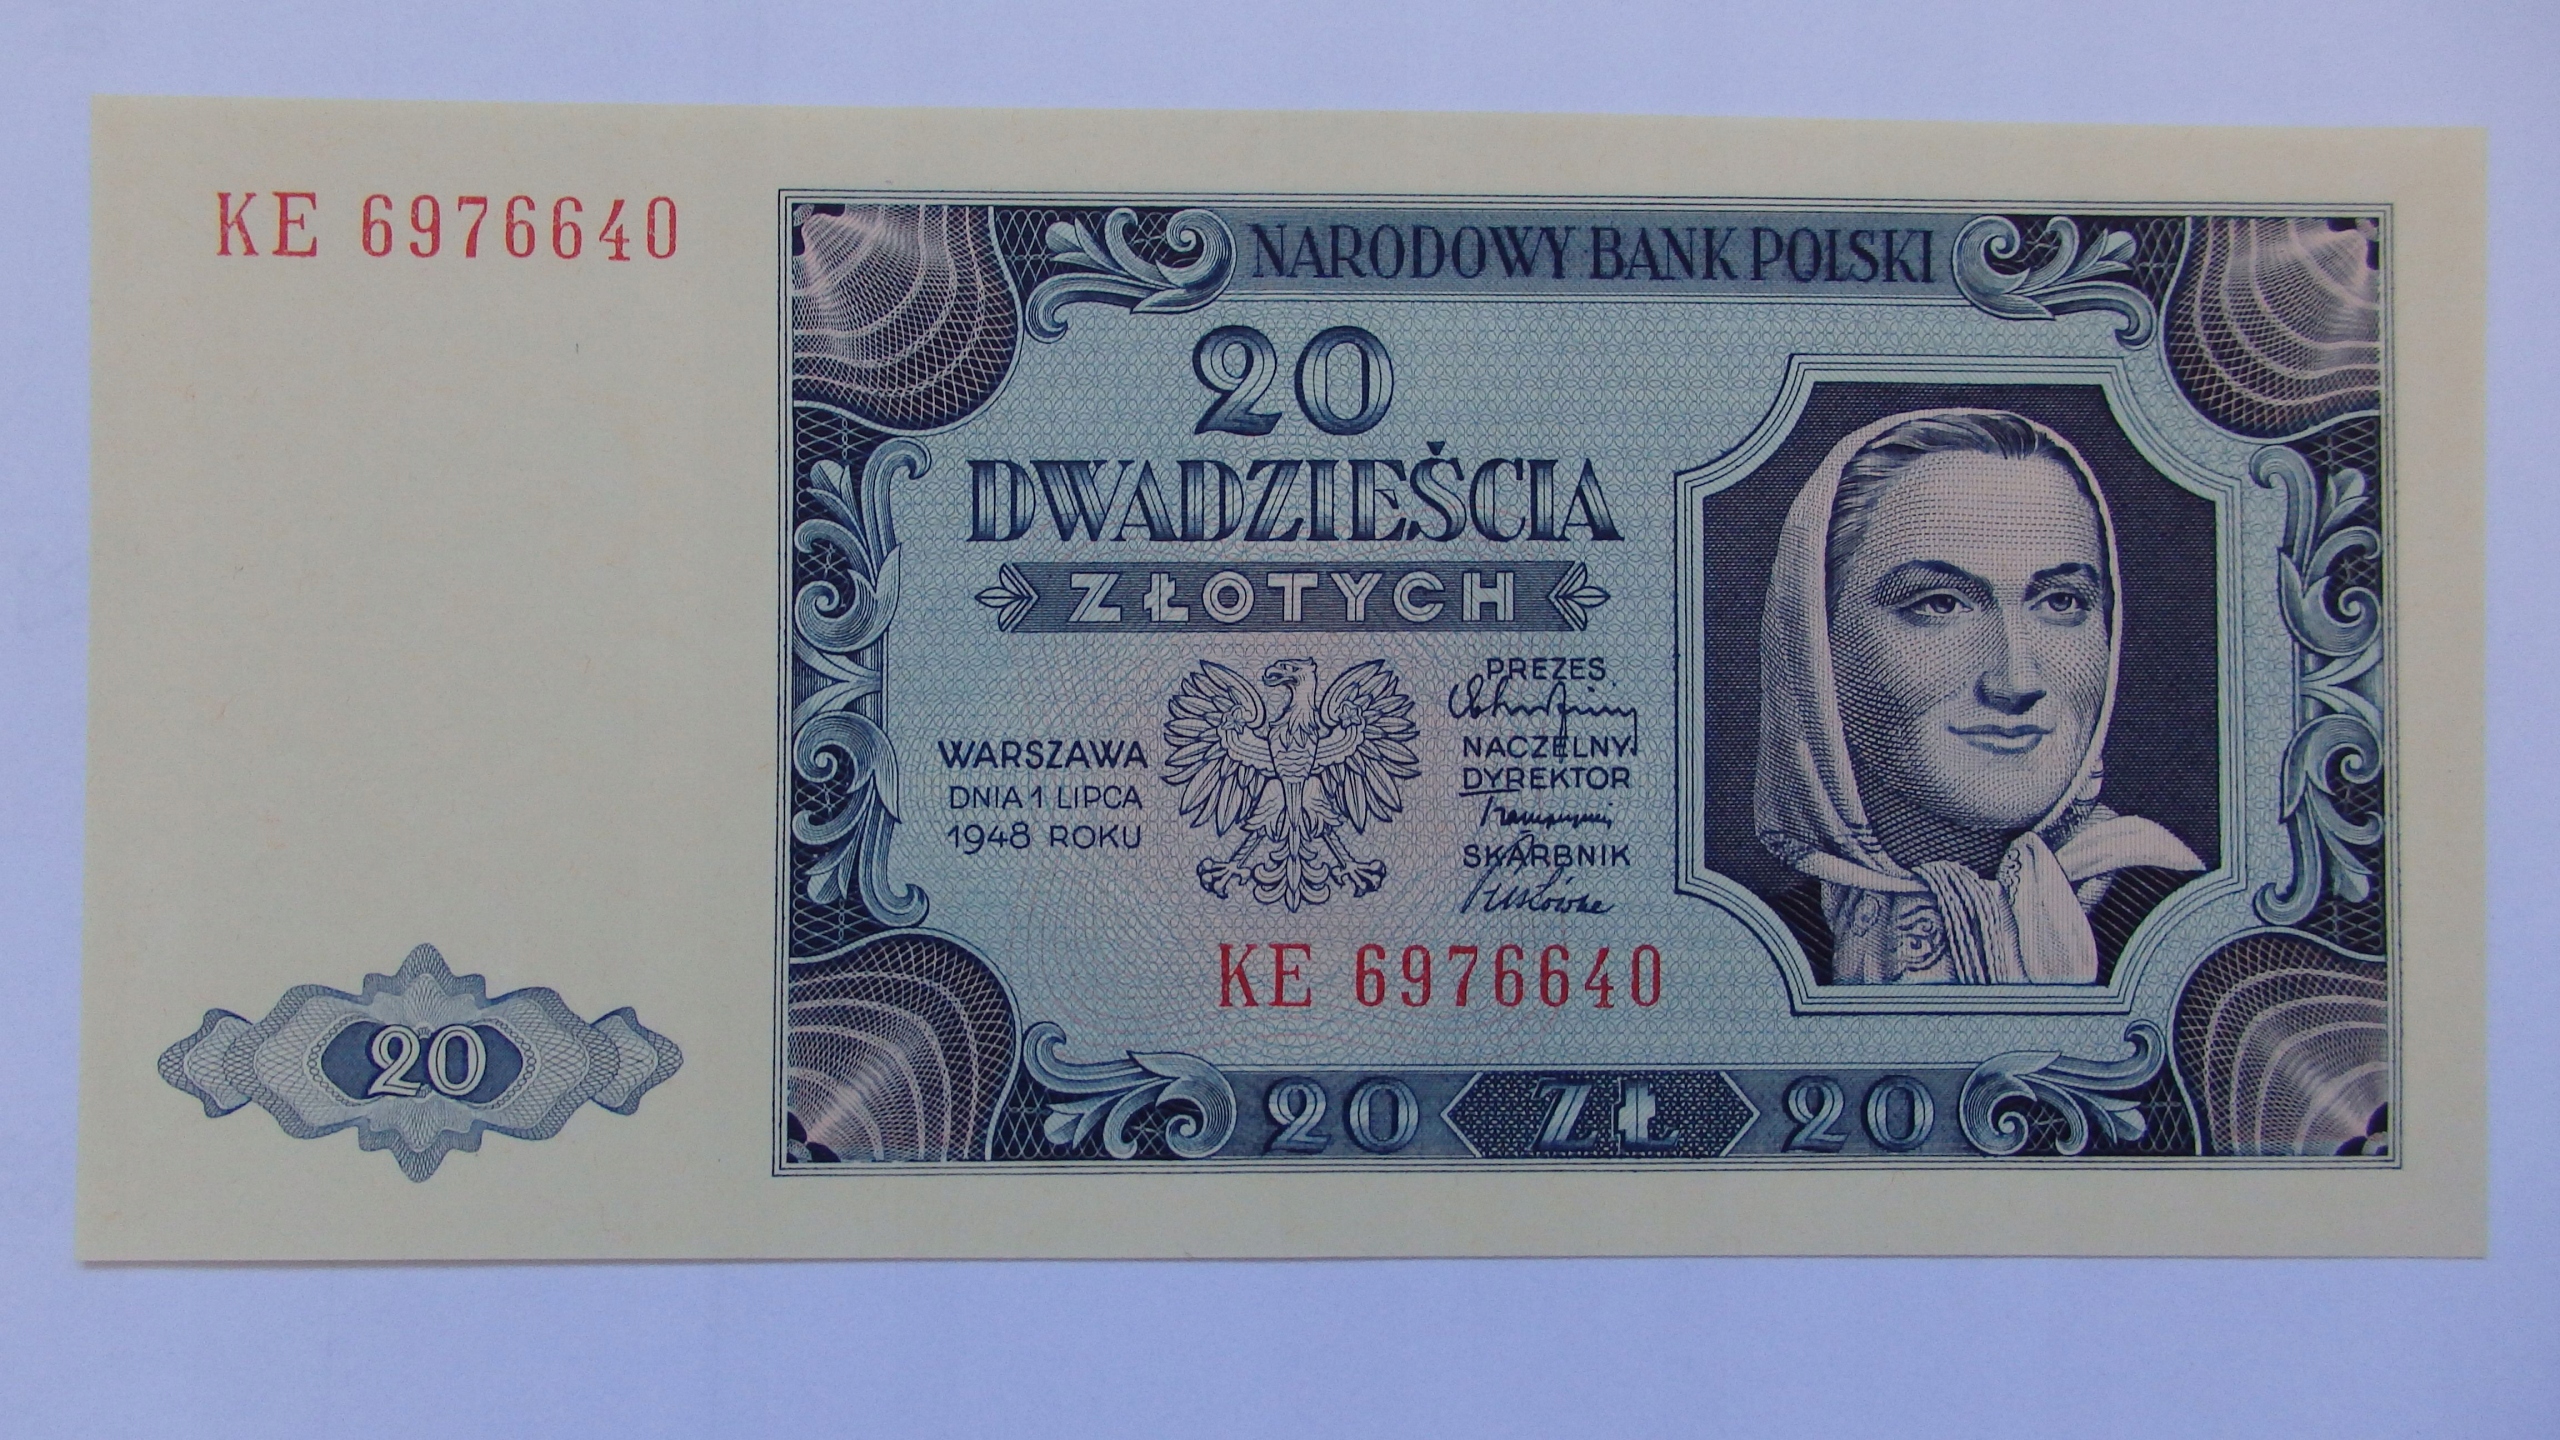 KE 6976640
NARODOWY BANK POLSKI
20
DWADZIEŚCIA
ZŁOTYCH
WARSZAWA
DNIA 1 LIPCA
1948 ROKU
PREZES
NACZELNY
DYREKTOR
SKARBNIK
KE 6976640
20
20 ZŁ 20